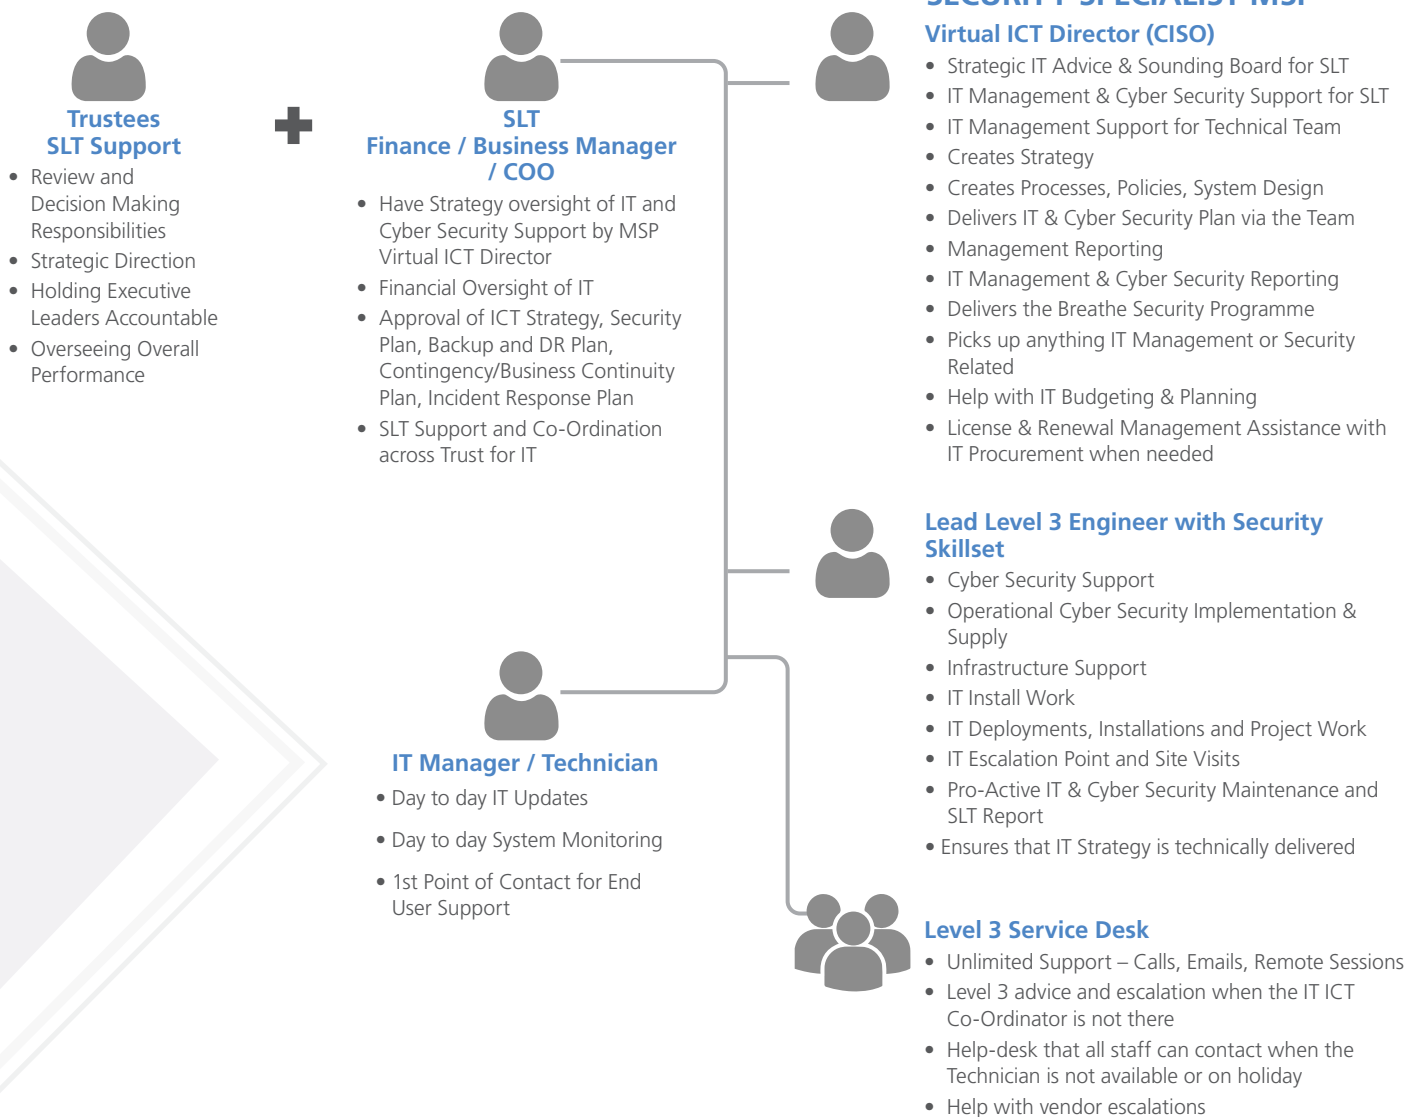 Trustees
SLT Support
• Review and
Decision Making
Responsibilities
• Strategic Direction
• Holding Executive
Leaders Accountable
• Overseeing Overall
Performance
SLT
Finance / Business Manager
/ COO
• Have Strategy oversight of IT and
Cyber Security Support by MSP
Virtual ICT Director
• Financial Oversight of IT
• Approval of ICT Strategy, Security
Plan, Backup and DR Plan,
Contingency/Business Continuity
Plan, Incident Response Plan
• SLT Support and Co-Ordination
across Trust for IT
IT Manager / Technician
• Day to day IT Updates
• Day to day System Monitoring
• 1st Point of Contact for End
User Support
SECURITY SPECIALIST MSP
Virtual ICT Director (CISO)
• Strategic IT Advice & Sounding Board for SLT
• IT Management & Cyber Security Support for SLT
• IT Management Support for Technical Team
• Creates Strategy
• Creates Processes, Policies, System Design
• Delivers IT & Cyber Security Plan via the Team
• Management Reporting
• IT Management & Cyber Security Reporting
• Delivers the Breathe Security Programme
• Picks up anything IT Management or Security
Related
• Help with IT Budgeting & Planning
• License & Renewal Management Assistance with
IT Procurement when needed
Lead Level 3 Engineer with Security
Skillset
• Cyber Security Support
• Operational Cyber Security Implementation &
Supply
• Infrastructure Support
• IT Install Work
• IT Deployments, Installations and Project Work
• IT Escalation Point and Site Visits
• Pro-Active IT & Cyber Security Maintenance and
SLT Report
• Ensures that IT Strategy is technically delivered
Level 3 Service Desk
• Unlimited Support – Calls, Emails, Remote Sessions
• Level 3 advice and escalation when the IT ICT
Co-Ordinator is not there
• Help-desk that all staff can contact when the
Technician is not available or on holiday
• Help with vendor escalations